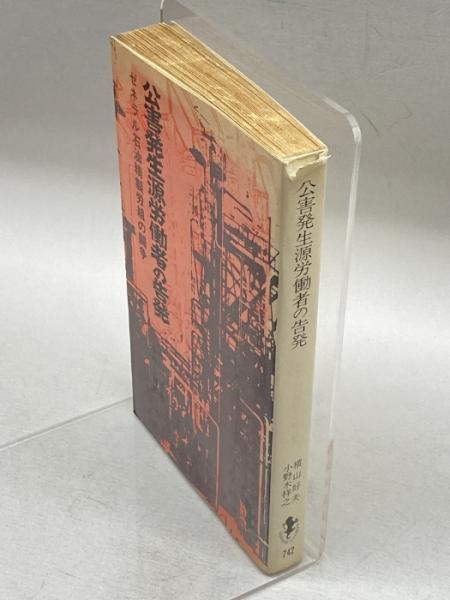 公害発生源労働者の告発
ゼネラル石油精製労組の闘争
公害発生源労働者の告発
横山好夫
小野木祥之
742